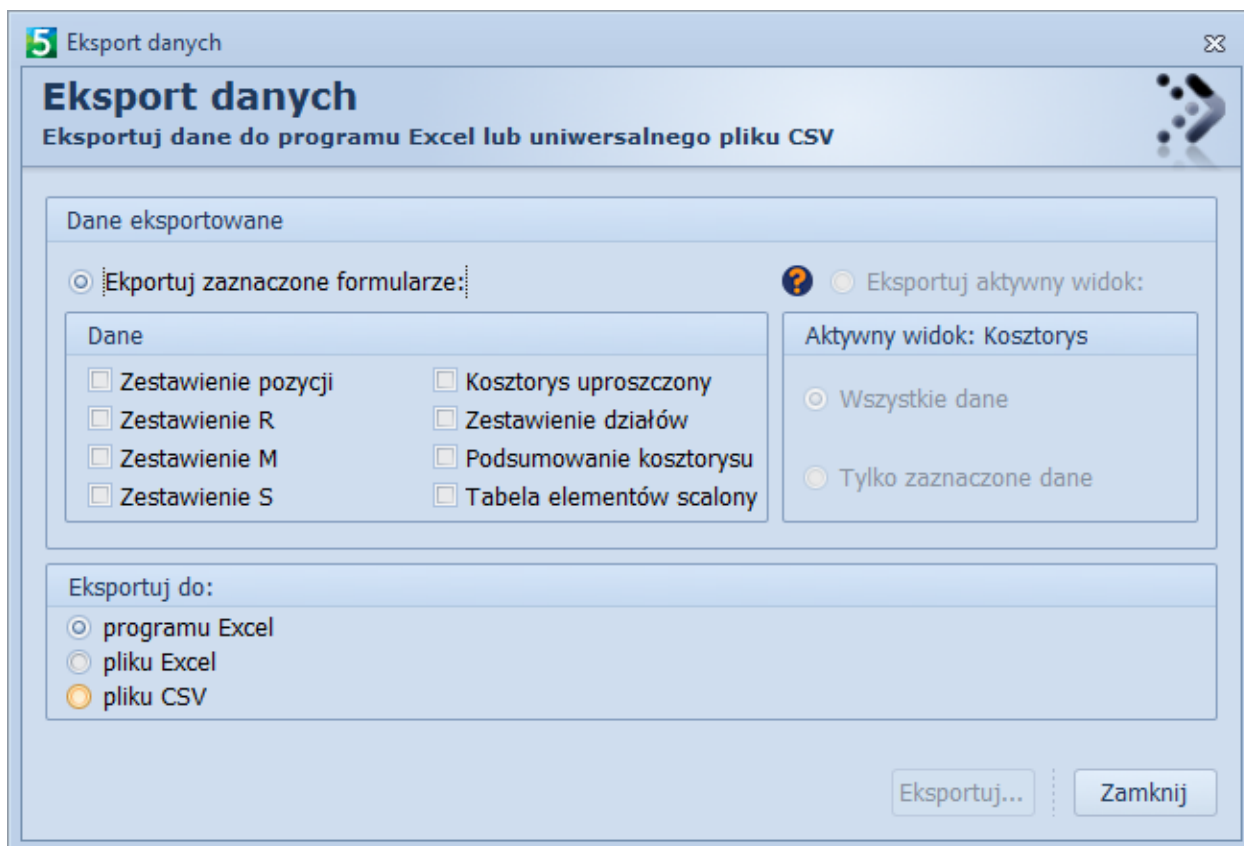 5 Eksport danych
Eksport danych
Eksportuj dane do programu Excel lub uniwersalnego pliku CSV
Dane eksportowane
Ekportuj zaznaczone formularze:
? Eksportuj aktywny widok:
Dane
Zestawienie pozycji
Zestawienie R
Zestawienie M
Zestawienie S
Kosztorys uproszczony
Zestawienie działów
Podsumowanie kosztorysu
Tabela elementów scalony
Aktywny widok: Kosztorys
Wszystkie dane
Tylko zaznaczone dane
Eksportuj do:
programu Excel
pliku Excel
pliku CSV
Eksportuj...
Zamknij